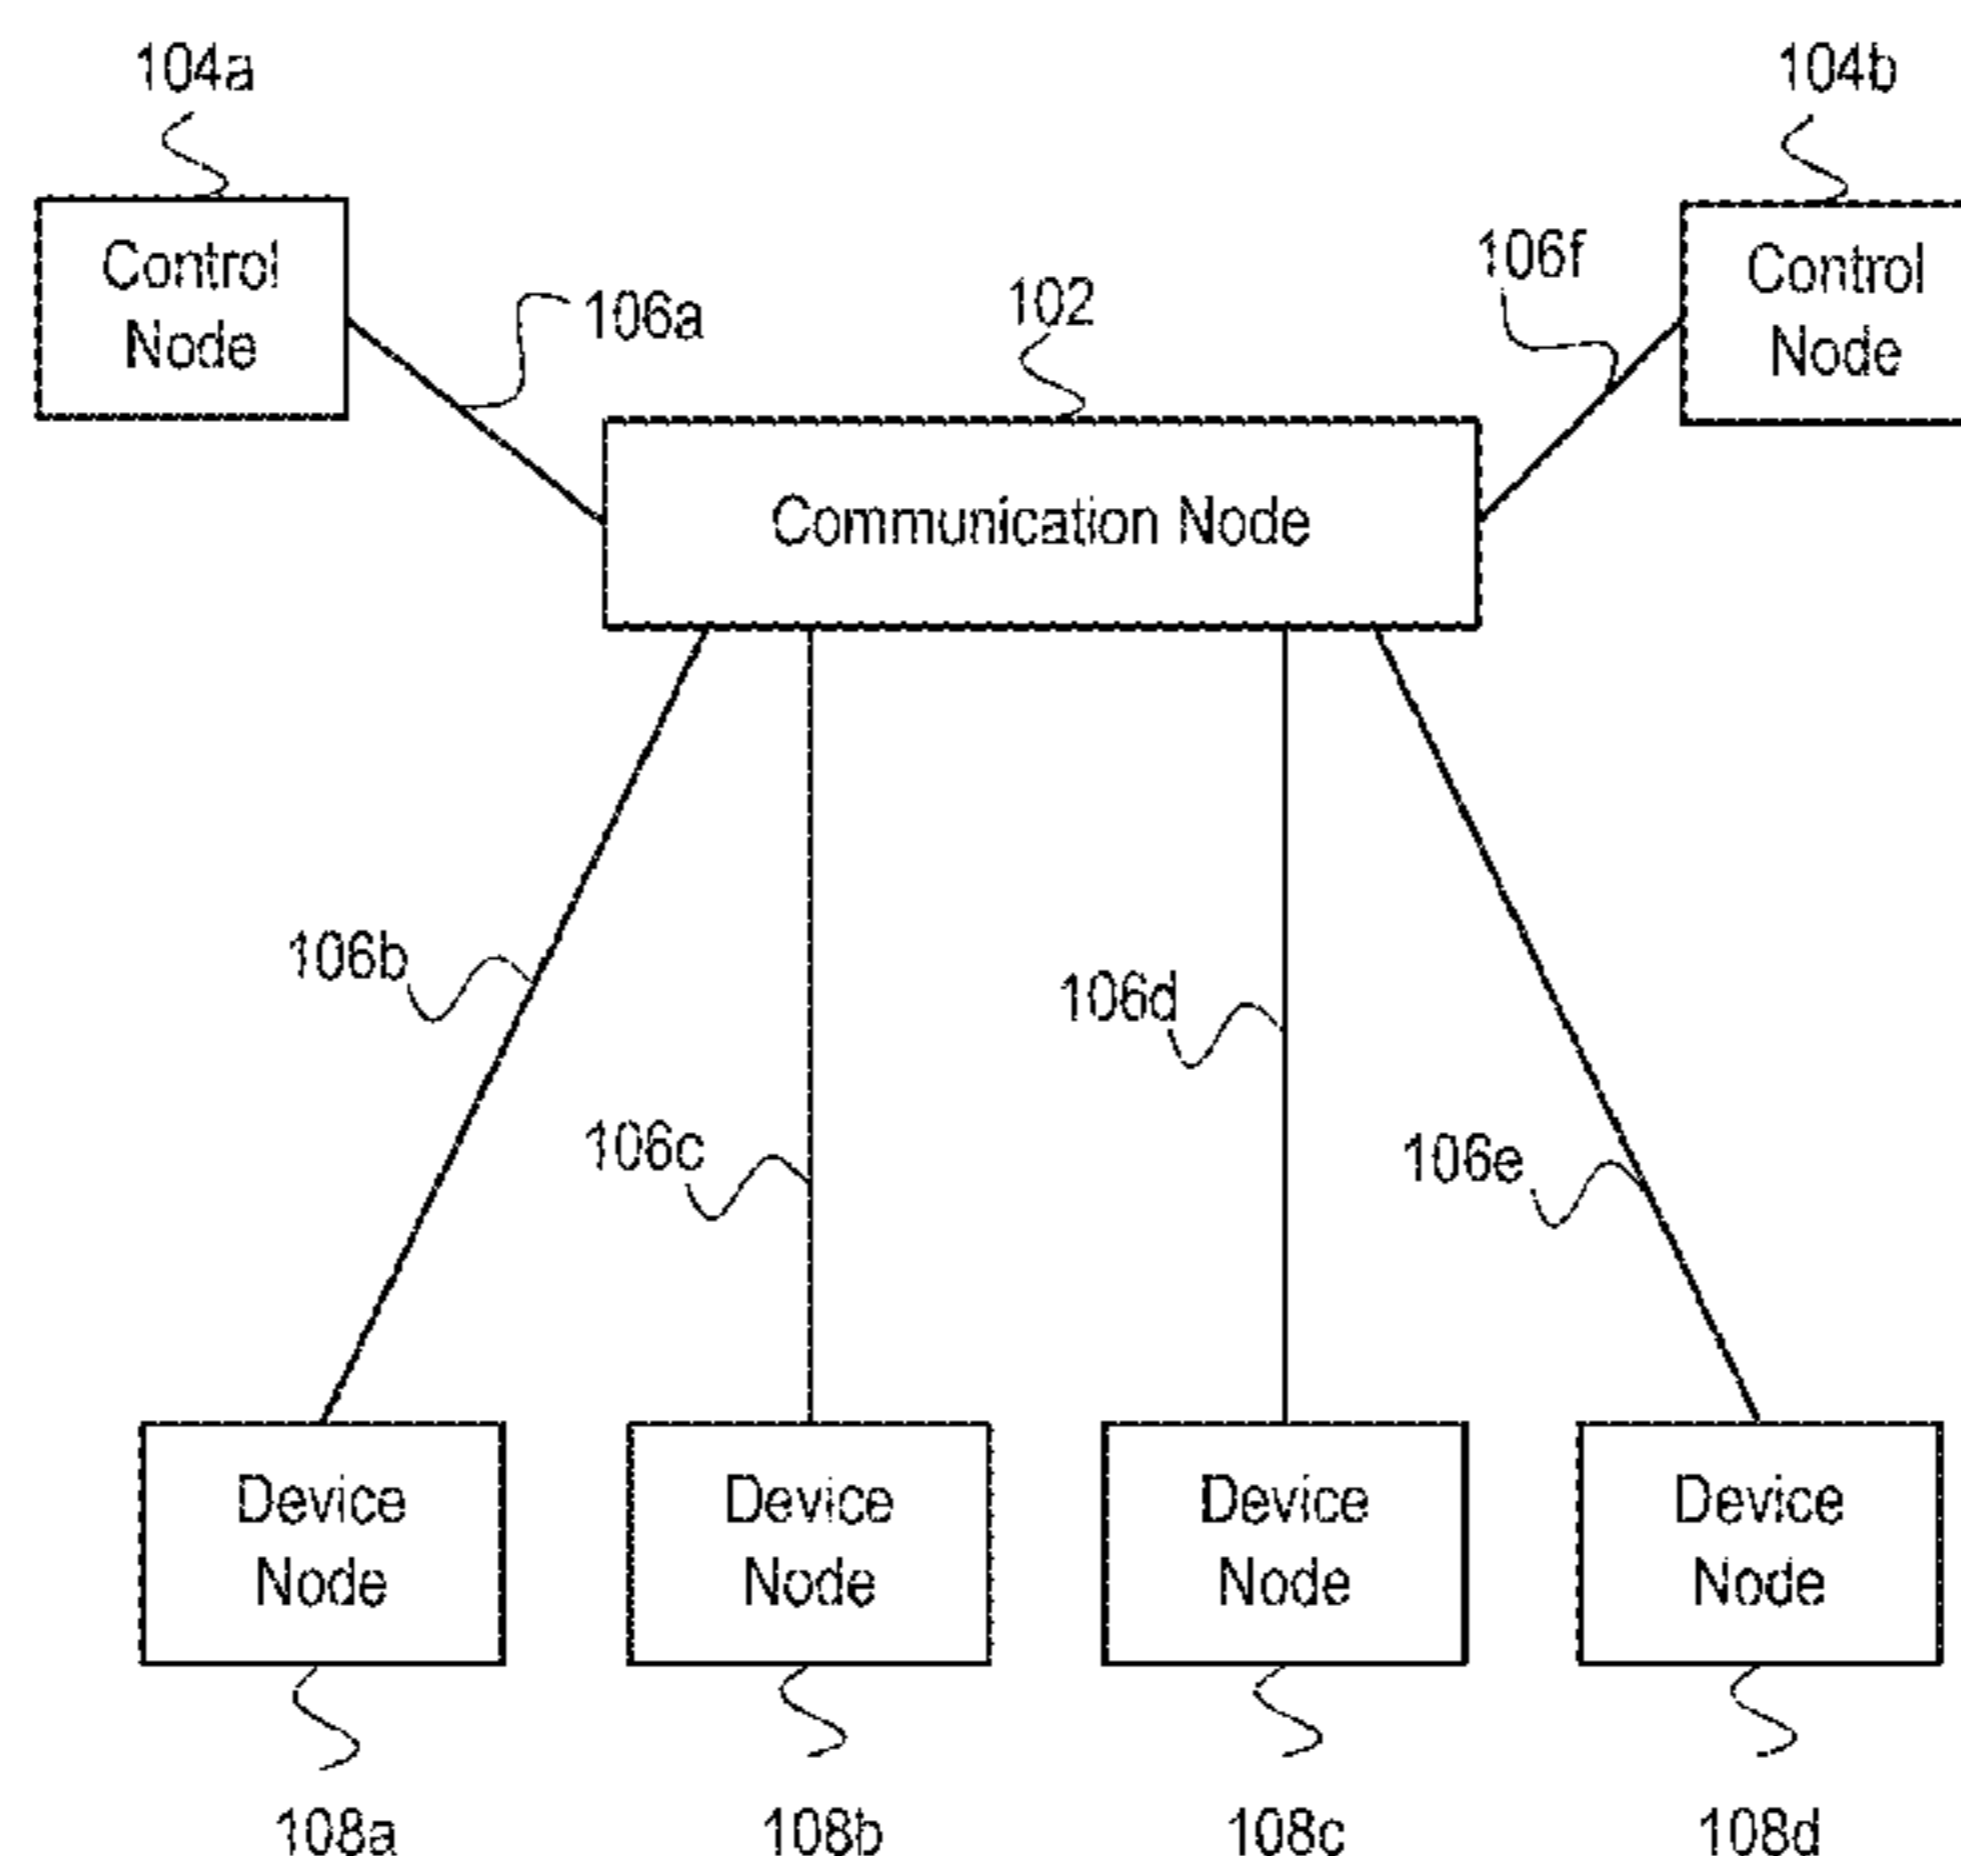 104a
104b
Control
Node
106a
102
106f
Control
Node
Communication Node
106b
106d
106c
106e
Device
Node
Device
Node
Device
Node
Device
Node
108a
108b
108c
108d